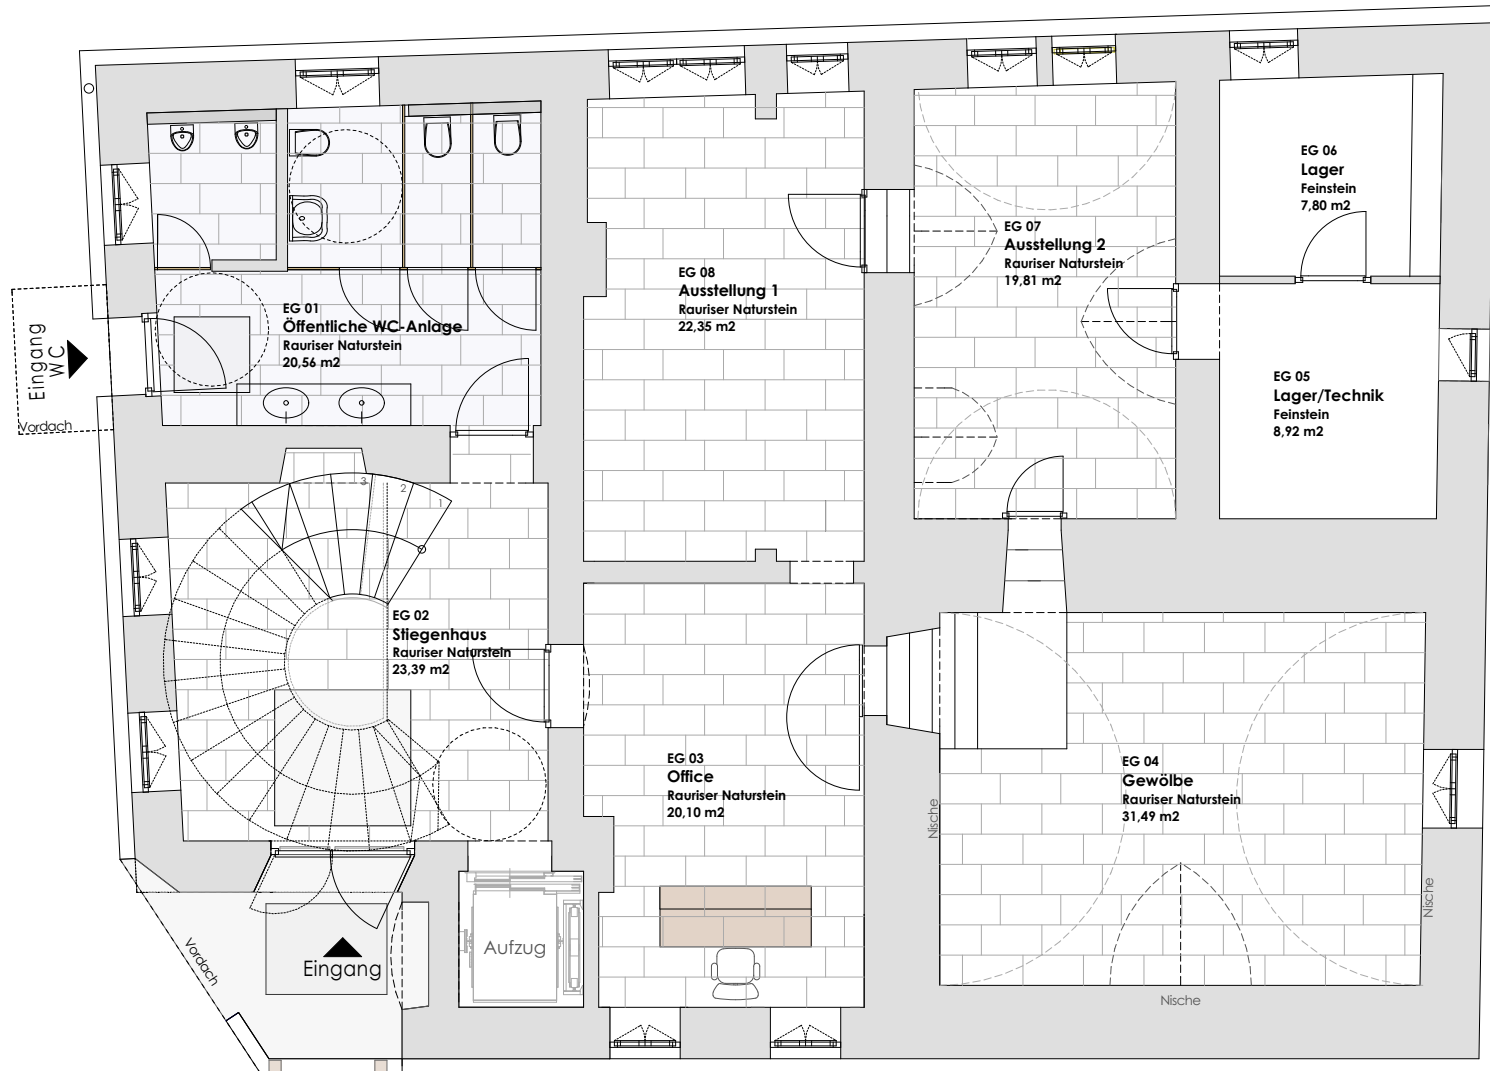 EG 01
Öffentliche WC-Anlage
Rauriser Naturstein
20,56 m2
EG 08
Ausstellung 1
Rauriser Naturstein
22,35 m2
EG 07
Ausstellung 2
Rauriser Naturstein
19,81 m2
EG 06
Lager
Feinstein
7,80 m2
EG 05
Lager/Technik
Feinstein
8,92 m2
Eingang
WC
Vordach
3
2
1
EG 02
Stiegenhaus
Rauriser Naturstein
23,39 m2
EG 03
Office
Rauriser Naturstein
20,10 m2
EG 04
Gewölbe
Rauriser Naturstein
31,49 m2
Nische
Nische
Nische
Aufzug
Vordach
Eingang